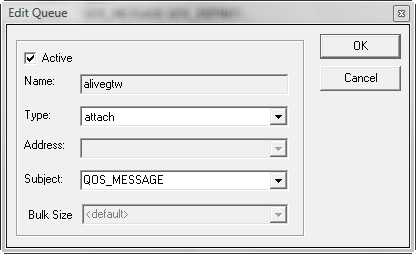 Edit Queue
Active
Name: alivegtw
Type: attach
Address:
Subject: QOS_MESSAGE
Bulk Size <default>
OK
Cancel